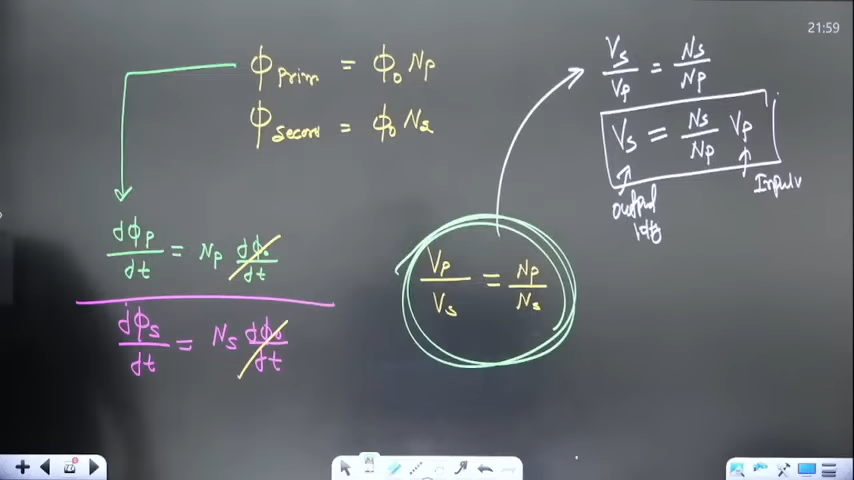 21:59
ϕprim = ϕ₀ Np
ϕsecon = ϕ₀ Ns
dϕp/dt = Np dϕ₀/dt
dϕs/dt = Ns dϕ₀/dt
Vp/Vs = Np/Ns
Vs/Vp = Ns/Np
Vs = Ns/Np Vp
output
Input